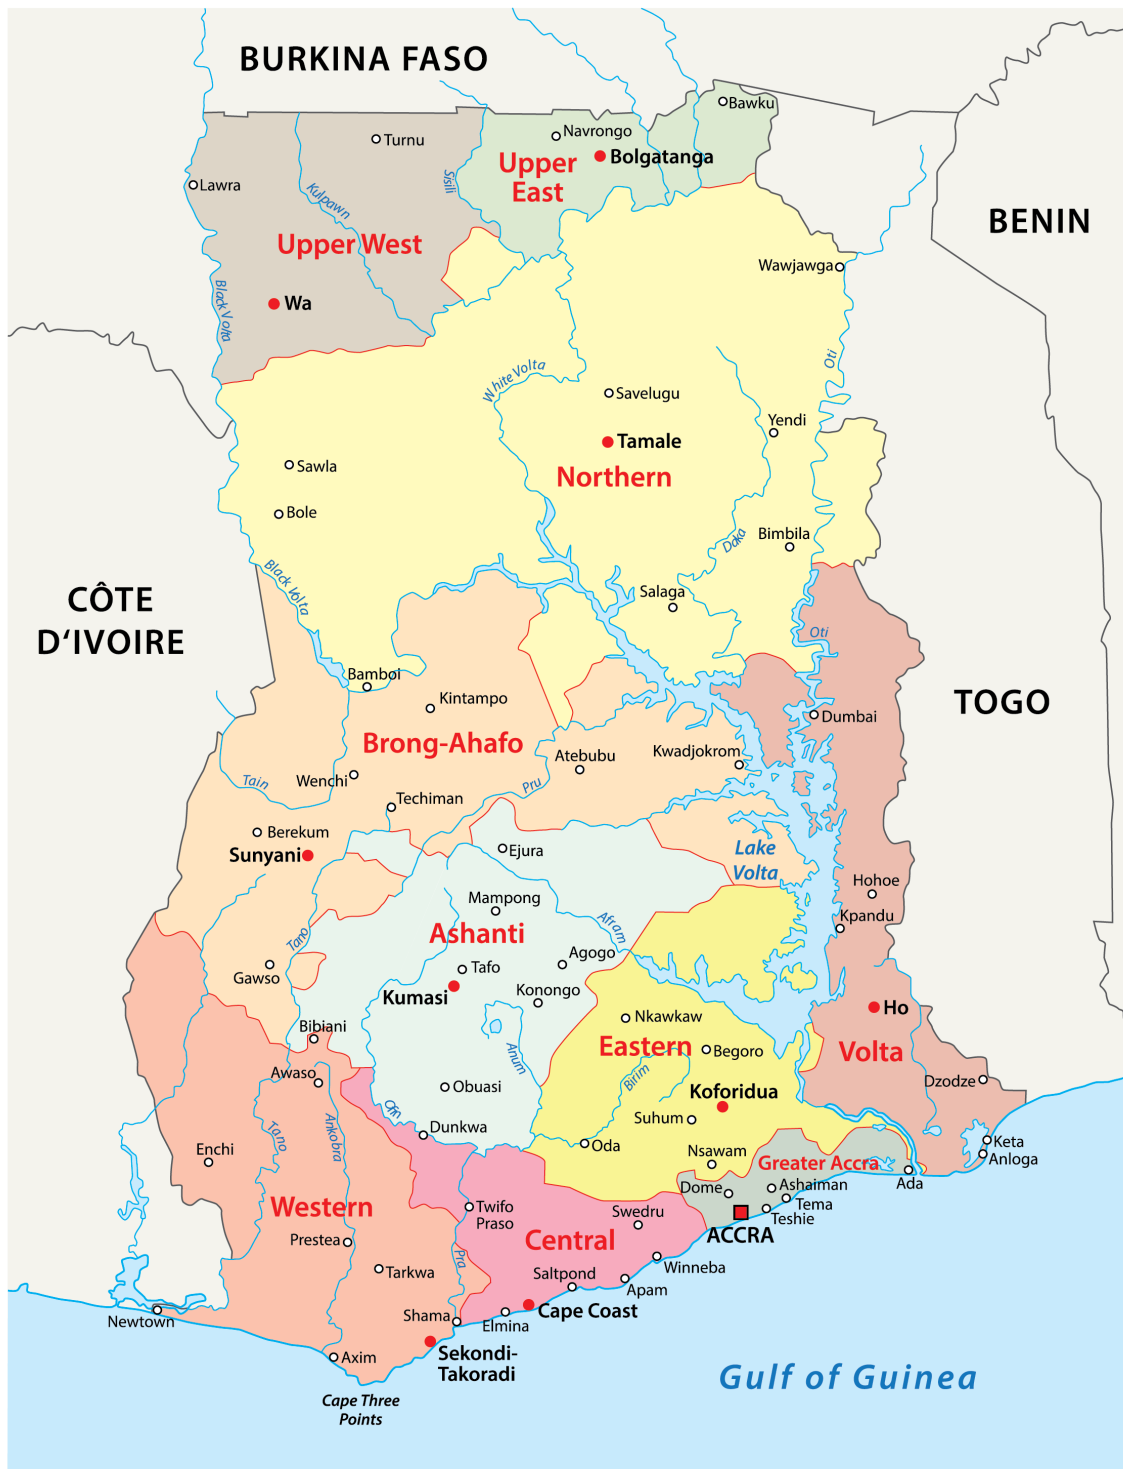 BURKINA FASO
Bawku
Navrongo
Turnu
Bolgatanga
Upper
East
Lawra
Sisili
Kulpawn
BENIN
Upper West
Wawjawga
Wa
Black Volta
Oti
White Volta
Savelugu
Yendi
Tamale
Sawla
Northern
Bole
Daka
Bimbila
Black Volta
Salaga
CÔTE
D'IVOIRE
Oti
Bamboi
Kintampo
TOGO
Dumbai
Brong-Ahafo
Atebubu
Kwadjokrom
Tain
Wenchi
Pru
Techiman
Berekum
Sunyani
Ejura
Lake
Volta
Hohoe
Mampong
Kpandu
Afram
Ashanti
Tano
Agogo
Gawso
Tafo
Kumasi
Konongo
Ho
Nkawkaw
Bibiani
Eastern
Begoro
Volta
Anum
Awaso
Birim
Dzodze
Obuasi
Koforidua
Ofin
Suhum
Ankobra
Tano
Dunkwa
Oda
Keta
Enchi
Nsawam
Anloga
Greater Accra
Ada
Dome
Ashaiman
Tema
Western
Twifo
Praso
Swedru
Teshie
ACCRA
Prestea
Central
Pra
Tarkwa
Saltpond
Winneba
Apam
Cape Coast
Newtown
Shama
Elmina
Axim
Sekondi-
Takoradi
Gulf of Guinea
Cape Three
Points